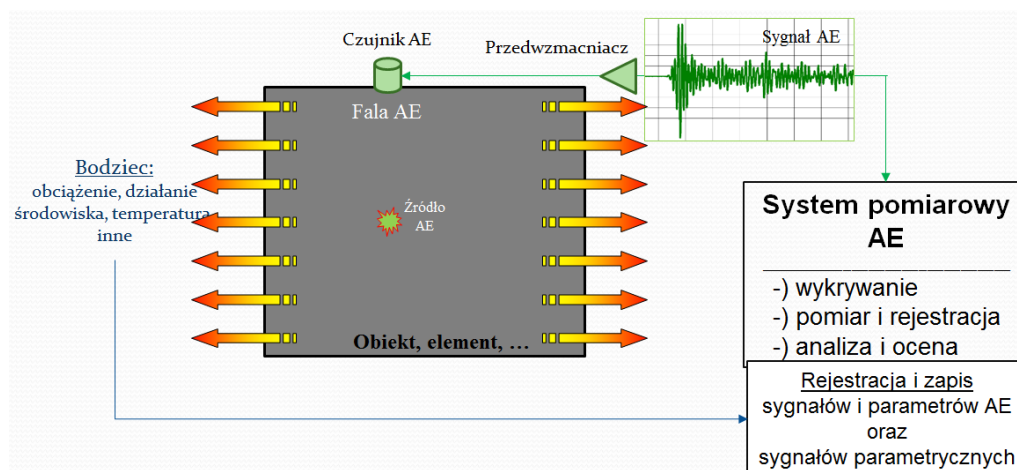 Czujnik AE
Przedwzmacniacz
Sygnał AE
Fala AE
Bodziec:
obciążenie, działanie
środowiska, temperatura,
inne
Źródło
AE
Obiekt, element, …
System pomiarowy
AE
-) wykrywanie
-) pomiar i rejestracja
-) analiza i ocena
Rejestracja i zapis
sygnałów i parametrów AE
oraz
sygnałów parametrycznych